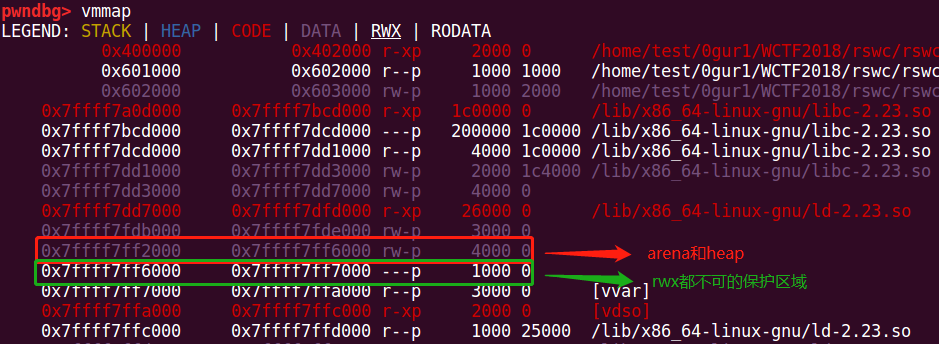 pwndbg> vmmap
LEGEND: STACK | HEAP | CODE | DATA | RWX | RODATA
0x400000 0x402000 r-xp 2000 0 /home/test/0gur1/WCTF2018/rswc/rswc
0x601000 0x602000 r--p 1000 1000 /home/test/0gur1/WCTF2018/rswc/rswc
0x602000 0x603000 rw-p 1000 2000 /home/test/0gur1/WCTF2018/rswc/rswc
0x7ffff7a0d000 0x7ffff7bcd000 r-xp 1c0000 0 /lib/x86_64-linux-gnu/libc-2.23.so
0x7ffff7bcd000 0x7ffff7dcd000 ---p 200000 1c0000 /lib/x86_64-linux-gnu/libc-2.23.so
0x7ffff7dcd000 0x7ffff7dd1000 r--p 4000 1c0000 /lib/x86_64-linux-gnu/libc-2.23.so
0x7ffff7dd1000 0x7ffff7dd3000 rw-p 2000 1c4000 /lib/x86_64-linux-gnu/libc-2.23.so
0x7ffff7dd3000 0x7ffff7dd7000 rw-p 4000 0
0x7ffff7dd7000 0x7ffff7dfd000 r-xp 26000 0 /lib/x86_64-linux-gnu/ld-2.23.so
0x7ffff7fdb000 0x7ffff7fde000 rw-p 3000 0
0x7ffff7ff2000 0x7ffff7ff6000 rw-p 4000 0 arena和heap
0x7ffff7ff6000 0x7ffff7ff7000 ---p 1000 0 rwx都不可的保护区域
0x7ffff7ff7000 0x7ffff7ffa000 r--p 3000 0 [vvar]
0x7ffff7ffa000 0x7ffff7ffc000 r-xp 2000 0 [vdso]
0x7ffff7ffc000 0x7ffff7ffd000 r--p 1000 25000 /lib/x86_64-linux-gnu/ld-2.23.so